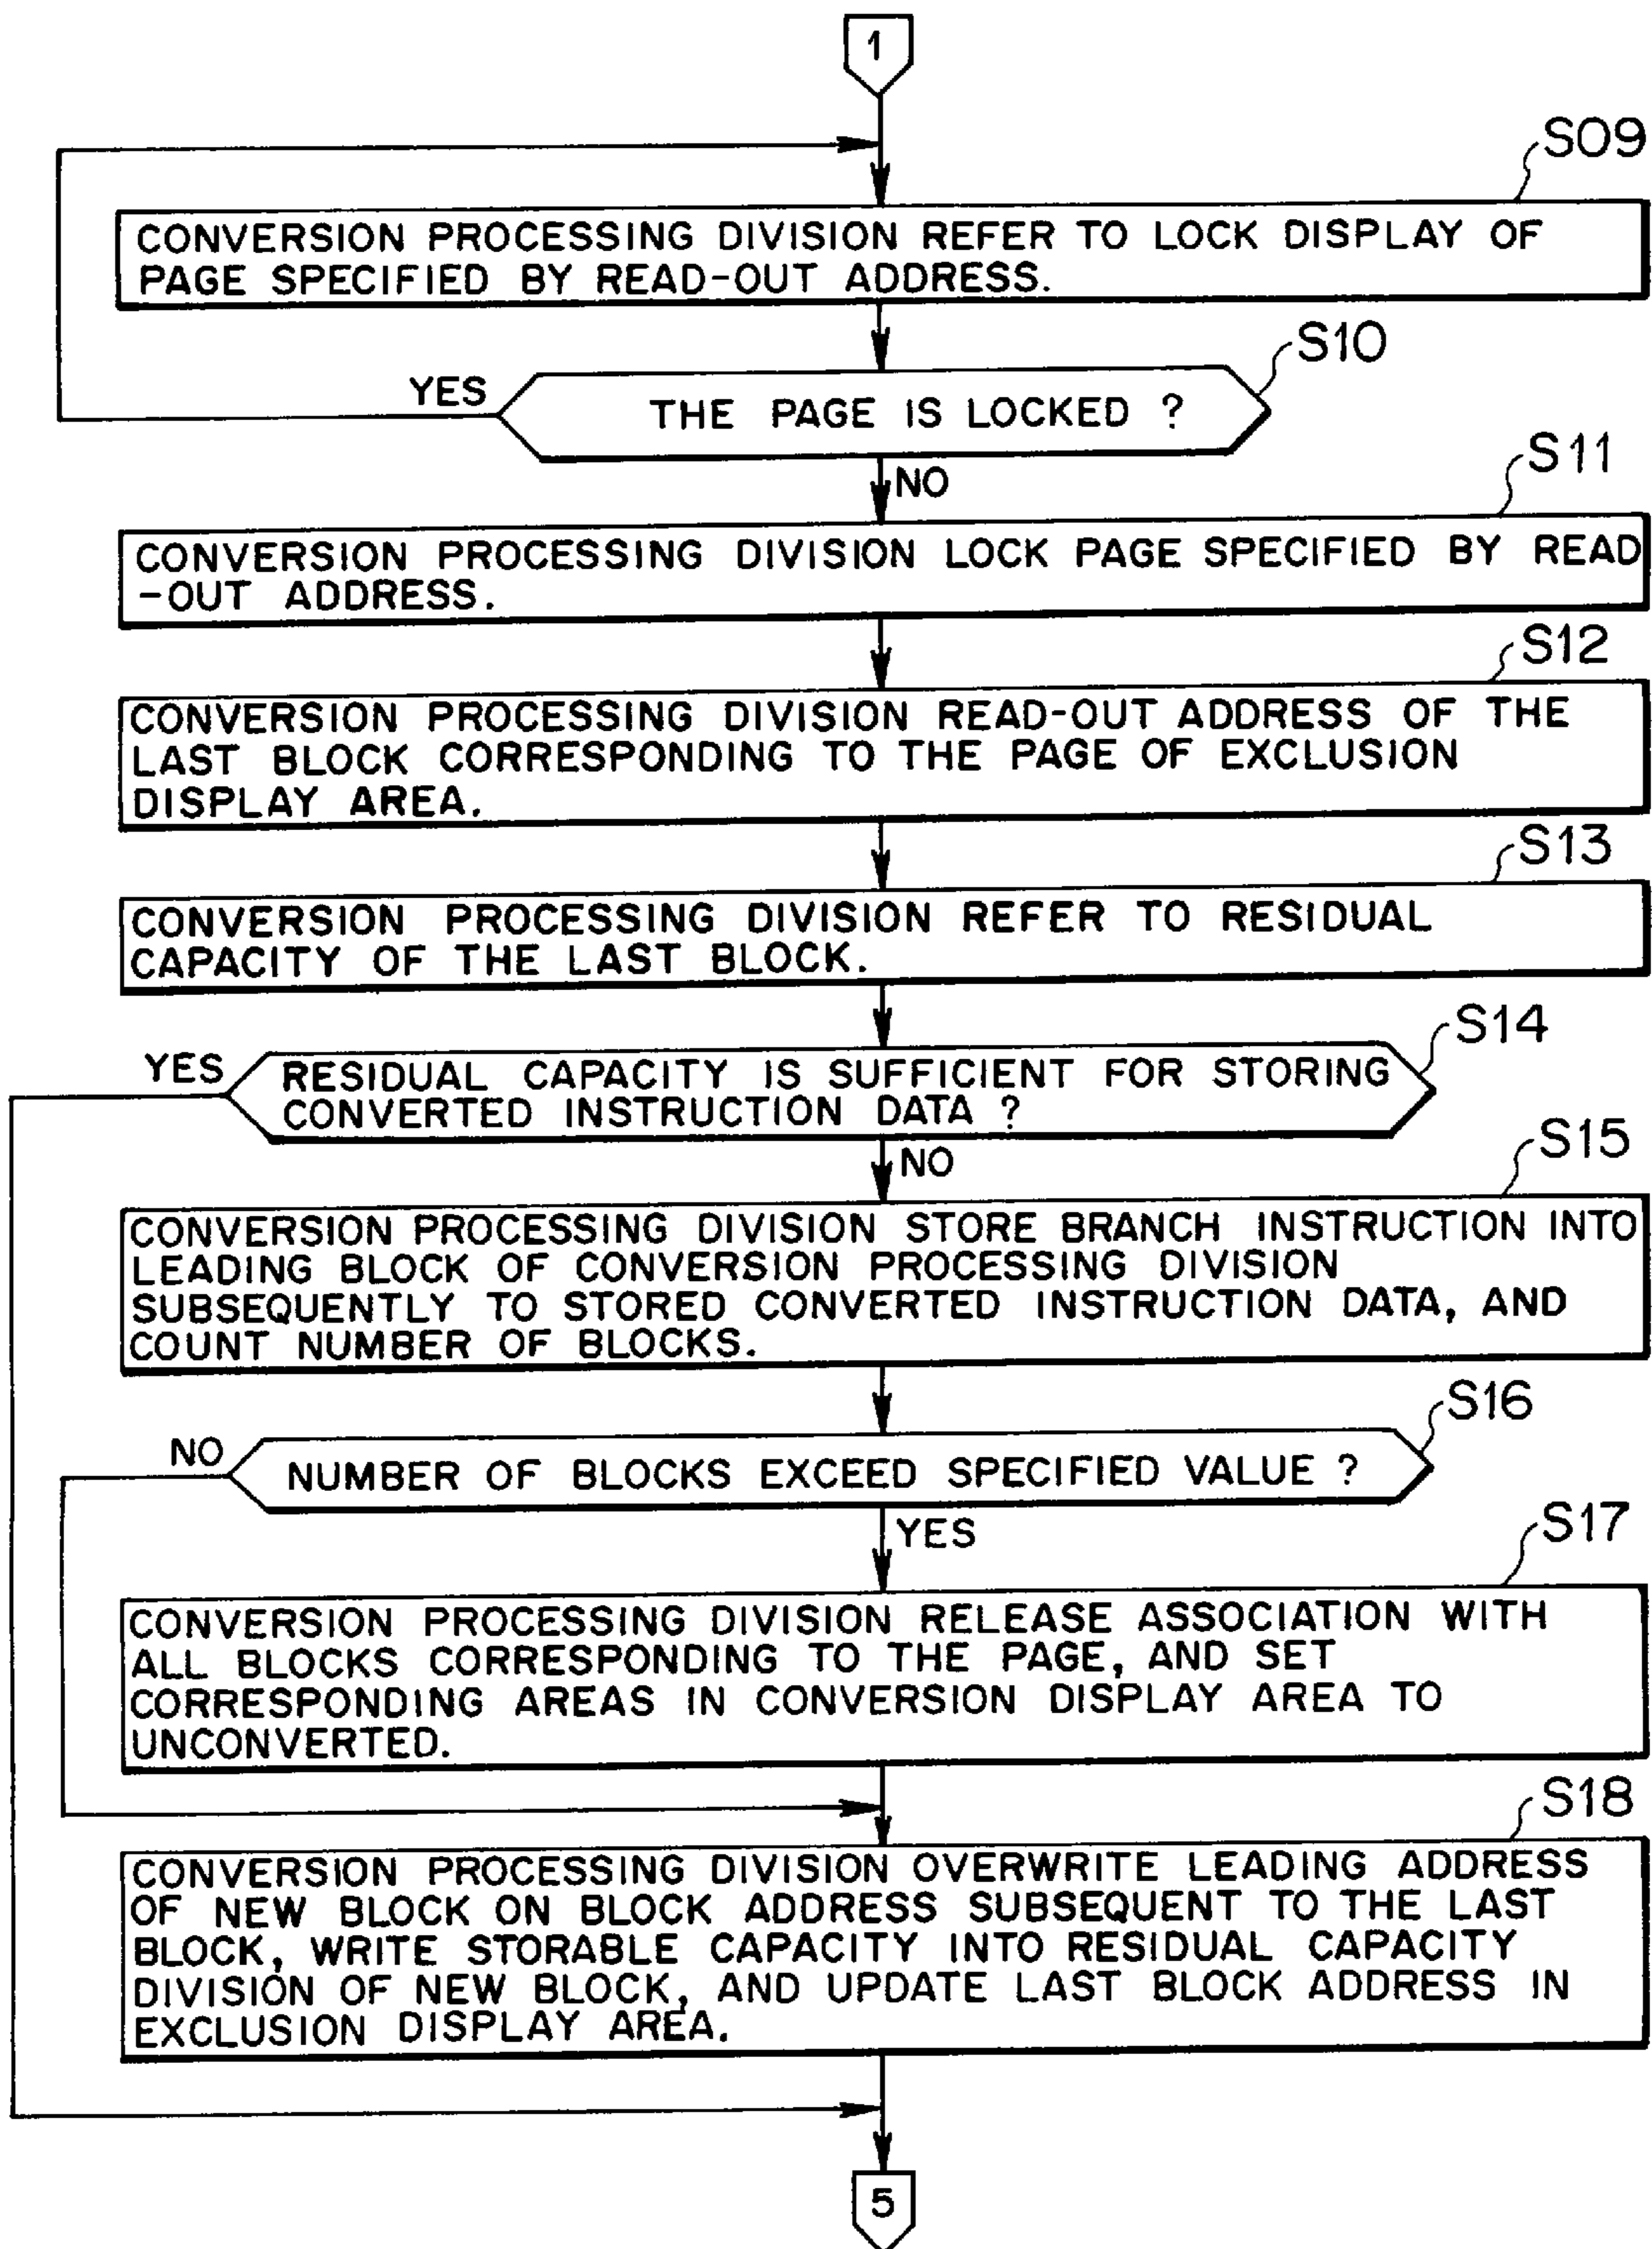 1
S09
CONVERSION PROCESSING DIVISION REFER TO LOCK DISPLAY OF
PAGE SPECIFIED BY READ-OUT ADDRESS.
S10
YES
THE PAGE IS LOCKED ?
NO
S11
CONVERSION PROCESSING DIVISION LOCK PAGE SPECIFIED BY READ
-OUT ADDRESS.
S12
CONVERSION PROCESSING DIVISION READ-OUT ADDRESS OF THE
LAST BLOCK CORRESPONDING TO THE PAGE OF EXCLUSION
DISPLAY AREA.
S13
CONVERSION PROCESSING DIVISION REFER TO RESIDUAL
CAPACITY OF THE LAST BLOCK.
S14
YES
RESIDUAL CAPACITY IS SUFFICIENT FOR STORING
CONVERTED INSTRUCTION DATA ?
NO
S15
CONVERSION PROCESSING DIVISION STORE BRANCH INSTRUCTION INTO
LEADING BLOCK OF CONVERSION PROCESSING DIVISION
SUBSEQUENTLY TO STORED CONVERTED INSTRUCTION DATA, AND
COUNT NUMBER OF BLOCKS.
S16
NO
NUMBER OF BLOCKS EXCEED SPECIFIED VALUE ?
YES
S17
CONVERSION PROCESSING DIVISION RELEASE ASSOCIATION WITH
ALL BLOCKS CORRESPONDING TO THE PAGE, AND SET
CORRESPONDING AREAS IN CONVERSION DISPLAY AREA TO
UNCONVERTED.
S18
CONVERSION PROCESSING DIVISION OVERWRITE LEADING ADDRESS
OF NEW BLOCK ON BLOCK ADDRESS SUBSEQUENT TO THE LAST
BLOCK, WRITE STORABLE CAPACITY INTO RESIDUAL CAPACITY
DIVISION OF NEW BLOCK, AND UPDATE LAST BLOCK ADDRESS IN
EXCLUSION DISPLAY AREA.
5